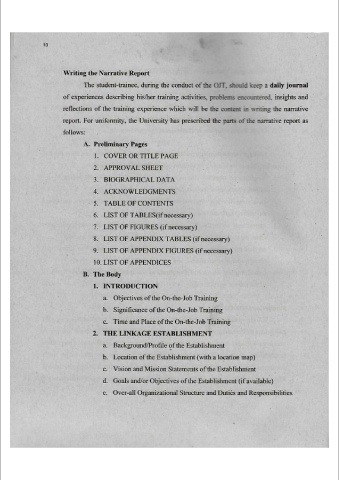 10
Writing the Narrative Report
The student-trainee, during the conduct of the OJT, should keep a daily journal
of experiences describing his/her training activities, problems encountered, insights and
reflections of the training experience which will be the content in writing the narrative
report. For uniformity, the University has prescribed the parts of the narrative report as
follows:
A. Preliminary Pages
1. COVER OR TITLE PAGE
2. APPROVAL SHEET
3. BIOGRAPHICAL DATA
4. ACKNOWLEDGMENTS
5. TABLE OF CONTENTS
6. LIST OF TABLES(if necessary)
7. LIST OF FIGURES (if necessary)
8. LIST OF APPENDIX TABLES (if necessary)
9. LIST OF APPENDIX FIGURES (if necessary)
10. LIST OF APPENDICES
B. The Body
1. INTRODUCTION
a. Objectives of the On-the-Job Training
b. Significance of the On-the-Job Training
c. Time and Place of the On-the-Job Training
2. THE LINKAGE ESTABLISHMENT
a. Background/Profile of the Establishment
b. Location of the Establishment (with a location map)
c. Vision and Mission Statements of the Establishment
d. Goals and/or Objectives of the Establishment (if available)
e. Over-all Organizational Structure and Duties and Responsibilities